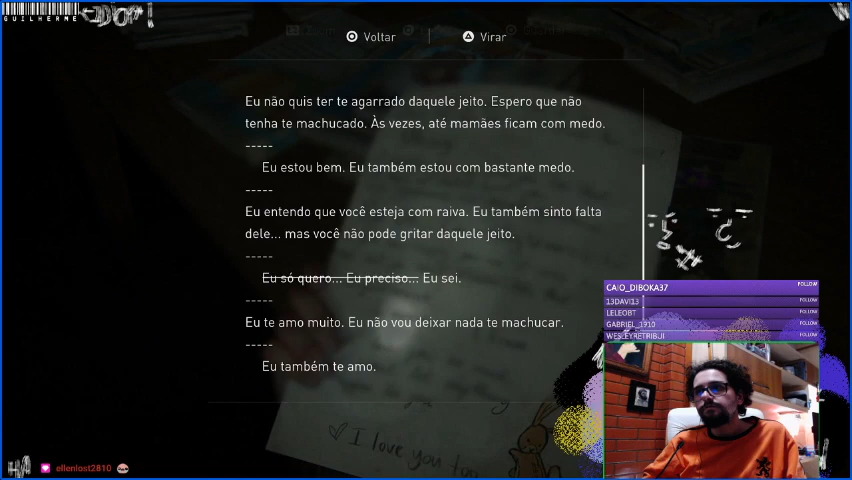 GUILHERME
Voltar
Virar
Eu não quis ter te agarrado daquele jeito. Espero que não
tenha te machucado. Às vezes, até mamães ficam com medo.
-----
Eu estou bem. Eu também estou com bastante medo.
-----
Eu entendo que você esteja com raiva. Eu também sinto falta
dele... mas você não pode gritar daquele jeito.
-----
Eu só quero... Eu preciso... Eu sei.
-----
Eu te amo muito. Eu não vou deixar nada te machucar.
-----
Eu também te amo.
I love you too
CAIO_DIBOKA37 FOLLOW
13DAVI13 FOLLOW
LELEOBT FOLLOW
GABRIEL_1910 FOLLOW
WESLEYRETRIBUI FOLLOW
ellenlost2810